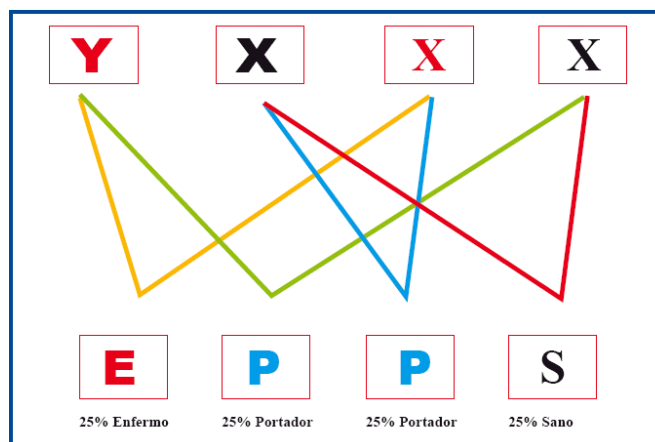 Y X X X
E P P S
25% Enfermo 25% Portador 25% Portador 25% Sano